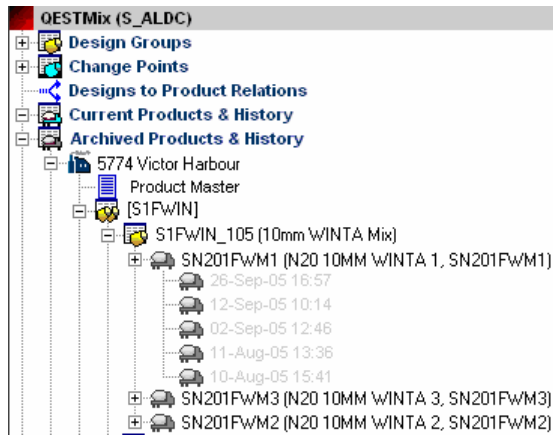 QESTMix (S_ALDC)
Design Groups
Change Points
Designs to Product Relations
Current Products & History
Archived Products & History
5774 Victor Harbour
Product Master
[S1FWIN]
S1FWIN_105 (10mm WINTA Mix)
SN201FWM1 (N20 10MM WINTA 1, SN201FWM1)
26-Sep-05 16:57
12-Sep-05 10:14
02-Sep-05 12:46
11-Aug-05 13:36
10-Aug-05 15:41
SN201FWM3 (N20 10MM WINTA 3, SN201FWM3)
SN201FWM2 (N20 10MM WINTA 2, SN201FWM2)